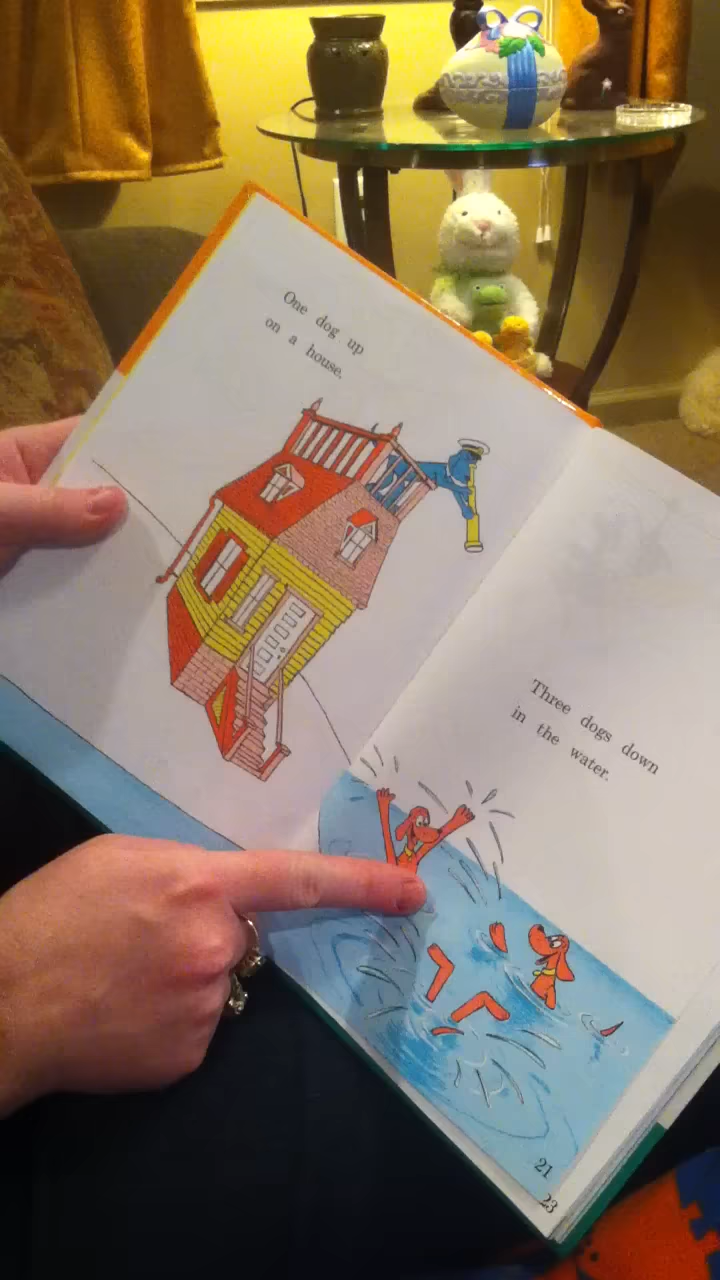 One dog up
on a house.
Three dogs down
in the water.
21
23